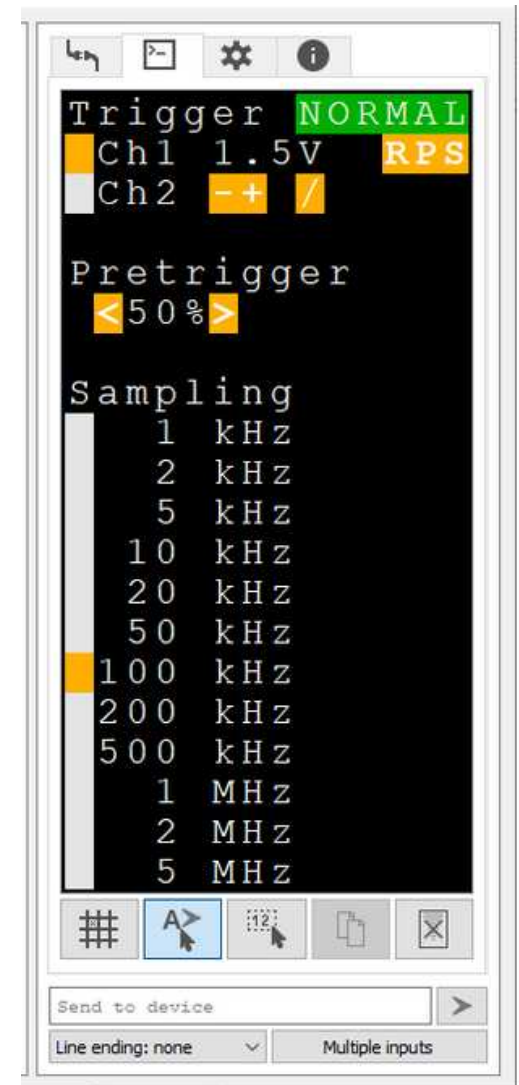 Trigger NORMAL
Ch1 1.5V RPS
Ch2 -+ /
Pretrigger
<50%>
Sampling
1 kHz
2 kHz
5 kHz
10 kHz
20 kHz
50 kHz
100 kHz
200 kHz
500 kHz
1 MHz
2 MHz
5 MHz
A>
12
Send to device
Line ending: none
Multiple inputs